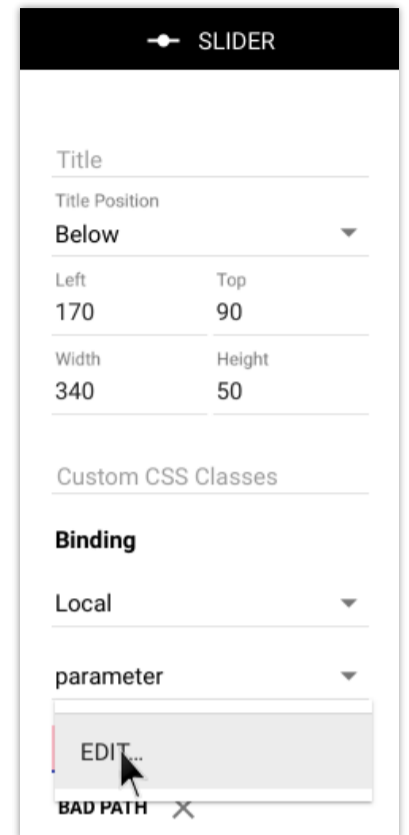 SLIDER
Title
Title Position
Below
Left Top
170 90
Width Height
340 50
Custom CSS Classes
Binding
Local
parameter
EDIT...
BAD PATH